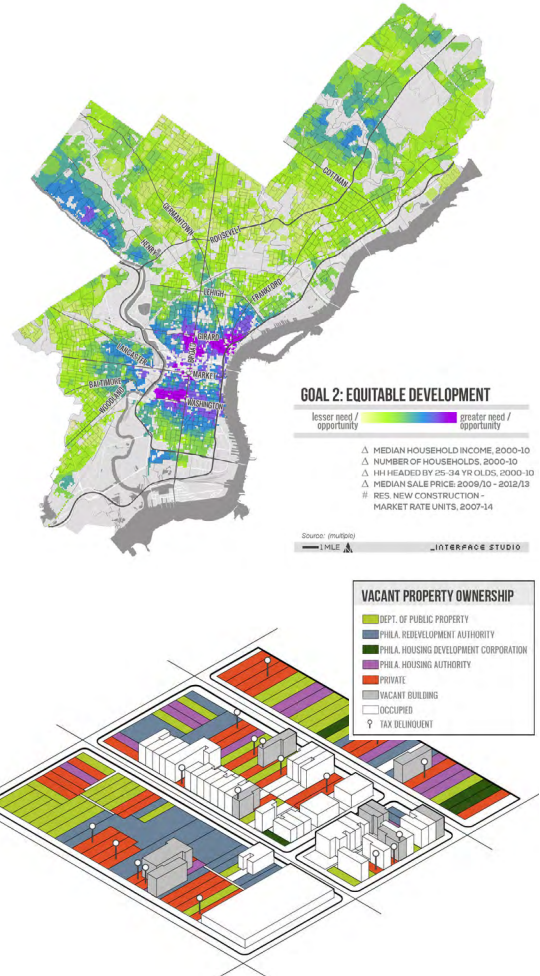 COTTMAN
GERMANTOWN
ROOSEVELT
HENRY
LEHIGH
FRANKFORD
GIRARD
BROAD
LANCASTER
MARKET
BALTIMORE
WOODLAND
WASHINGTON
GOAL 2: EQUITABLE DEVELOPMENT
lesser need / greater need /
opportunity opportunity
Δ MEDIAN HOUSEHOLD INCOME, 2000-10
Δ NUMBER OF HOUSEHOLDS, 2000-10
Δ HH HEADED BY 25-34 YR OLDS, 2000-10
Δ MEDIAN SALE PRICE: 2009/10 - 2012/13
# RES. NEW CONSTRUCTION -
MARKET RATE UNITS, 2007-14
Source: (multiple)
1 MILE
_INTERFACE STUDIO
VACANT PROPERTY OWNERSHIP
DEPT. OF PUBLIC PROPERTY
PHILA. REDEVELOPMENT AUTHORITY
PHILA. HOUSING DEVELOPMENT CORPORATION
PHILA. HOUSING AUTHORITY
PRIVATE
VACANT BUILDING
OCCUPIED
TAX DELINQUENT